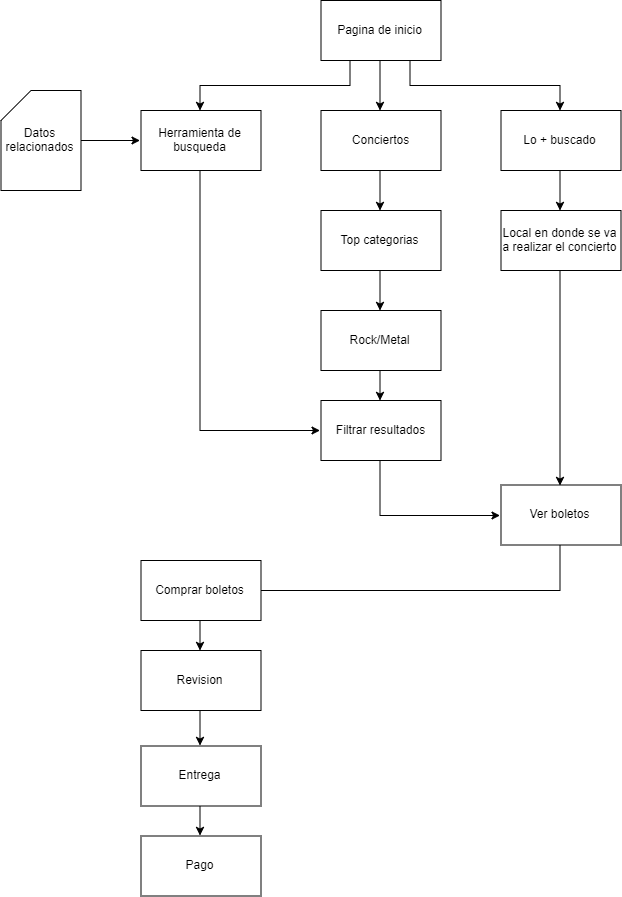 Pagina de inicio
Datos
relacionados
Herramienta de
busqueda
Conciertos
Lo + buscado
Top categorias
Local en donde se va
a realizar el concierto
Rock/Metal
Filtrar resultados
Ver boletos
Comprar boletos
Revision
Entrega
Pago